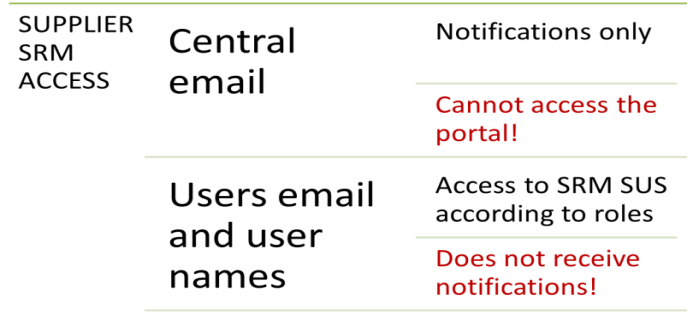 SUPPLIER
SRM
ACCESS
Central
email
Notifications only
Cannot access the
portal!
Users email
and user
names
Access to SRM SUS
according to roles
Does not receive
notifications!